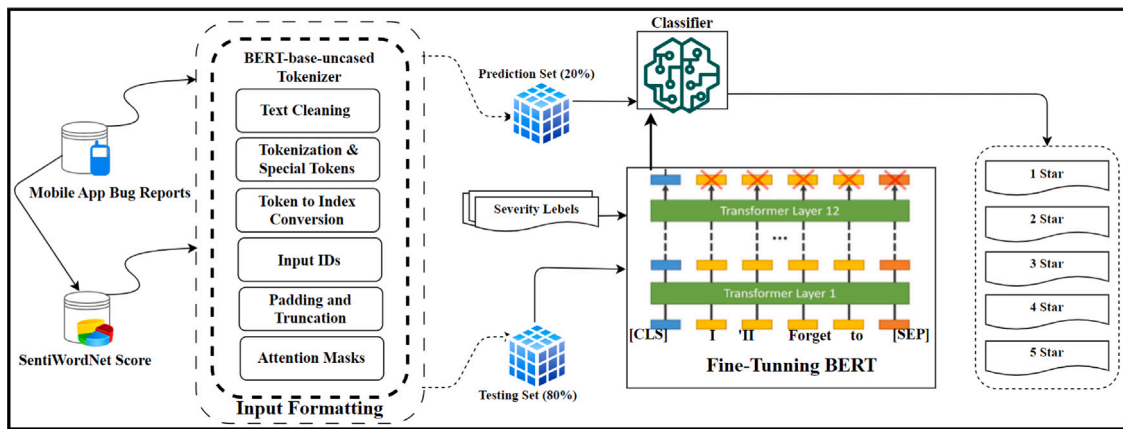 Mobile App Bug Reports
SentiWordNet Score
BERT-base-uncased
Tokenizer
Text Cleaning
Tokenization &
Special Tokens
Token to Index
Conversion
Input IDs
Padding and
Truncation
Attention Masks
Input Formatting
Prediction Set (20%)
Testing Set (80%)
Severity Lebels
Classifier
Transformer Layer 12
...
Transformer Layer 1
[CLS] I 'II Forget to [SEP]
Fine-Tunning BERT
1 Star
2 Star
3 Star
4 Star
5 Star